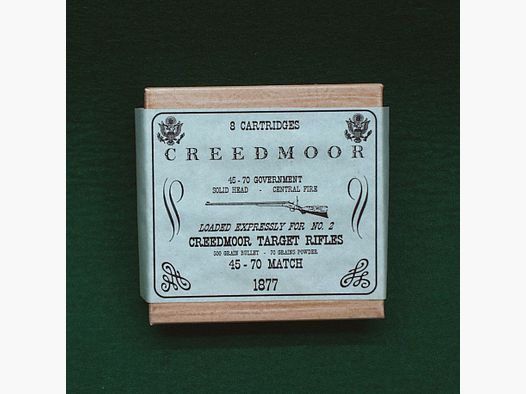 8 CARTRIDGES
CREEDMOOR
45-70 GOVERNMENT
SOLID HEAD - CENTRAL FIRE
LOADED EXPRESSLY FOR NO. 2
CREEDMOOR TARGET RIFLES
500 GRAIN BULLET - 70 GRAINS POWDER
45-70 MATCH
1877